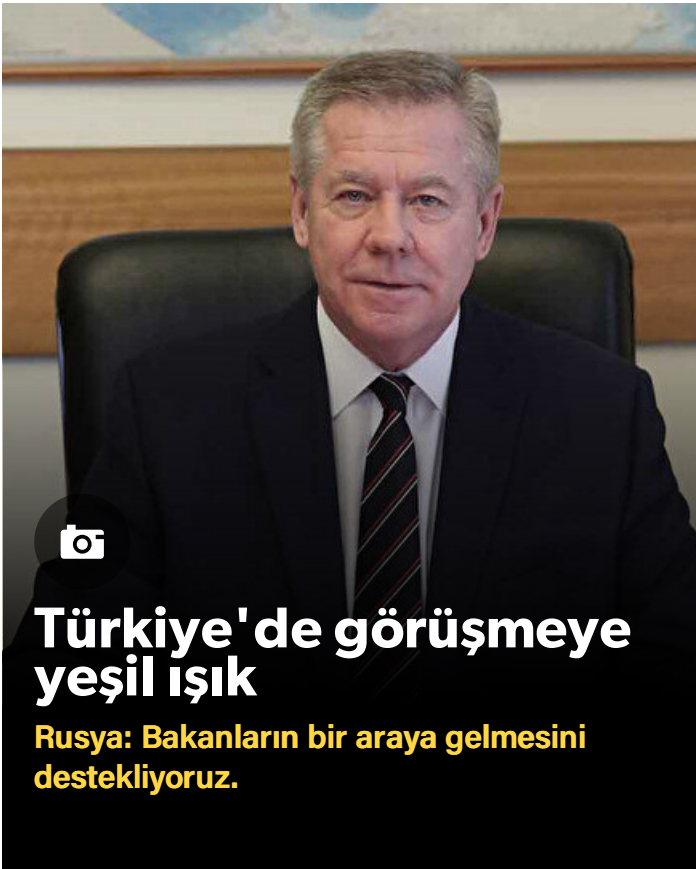 Türkiye'de görüşmeye
yeşil ışık
Rusya: Bakanların bir araya gelmesini
destekliyoruz.